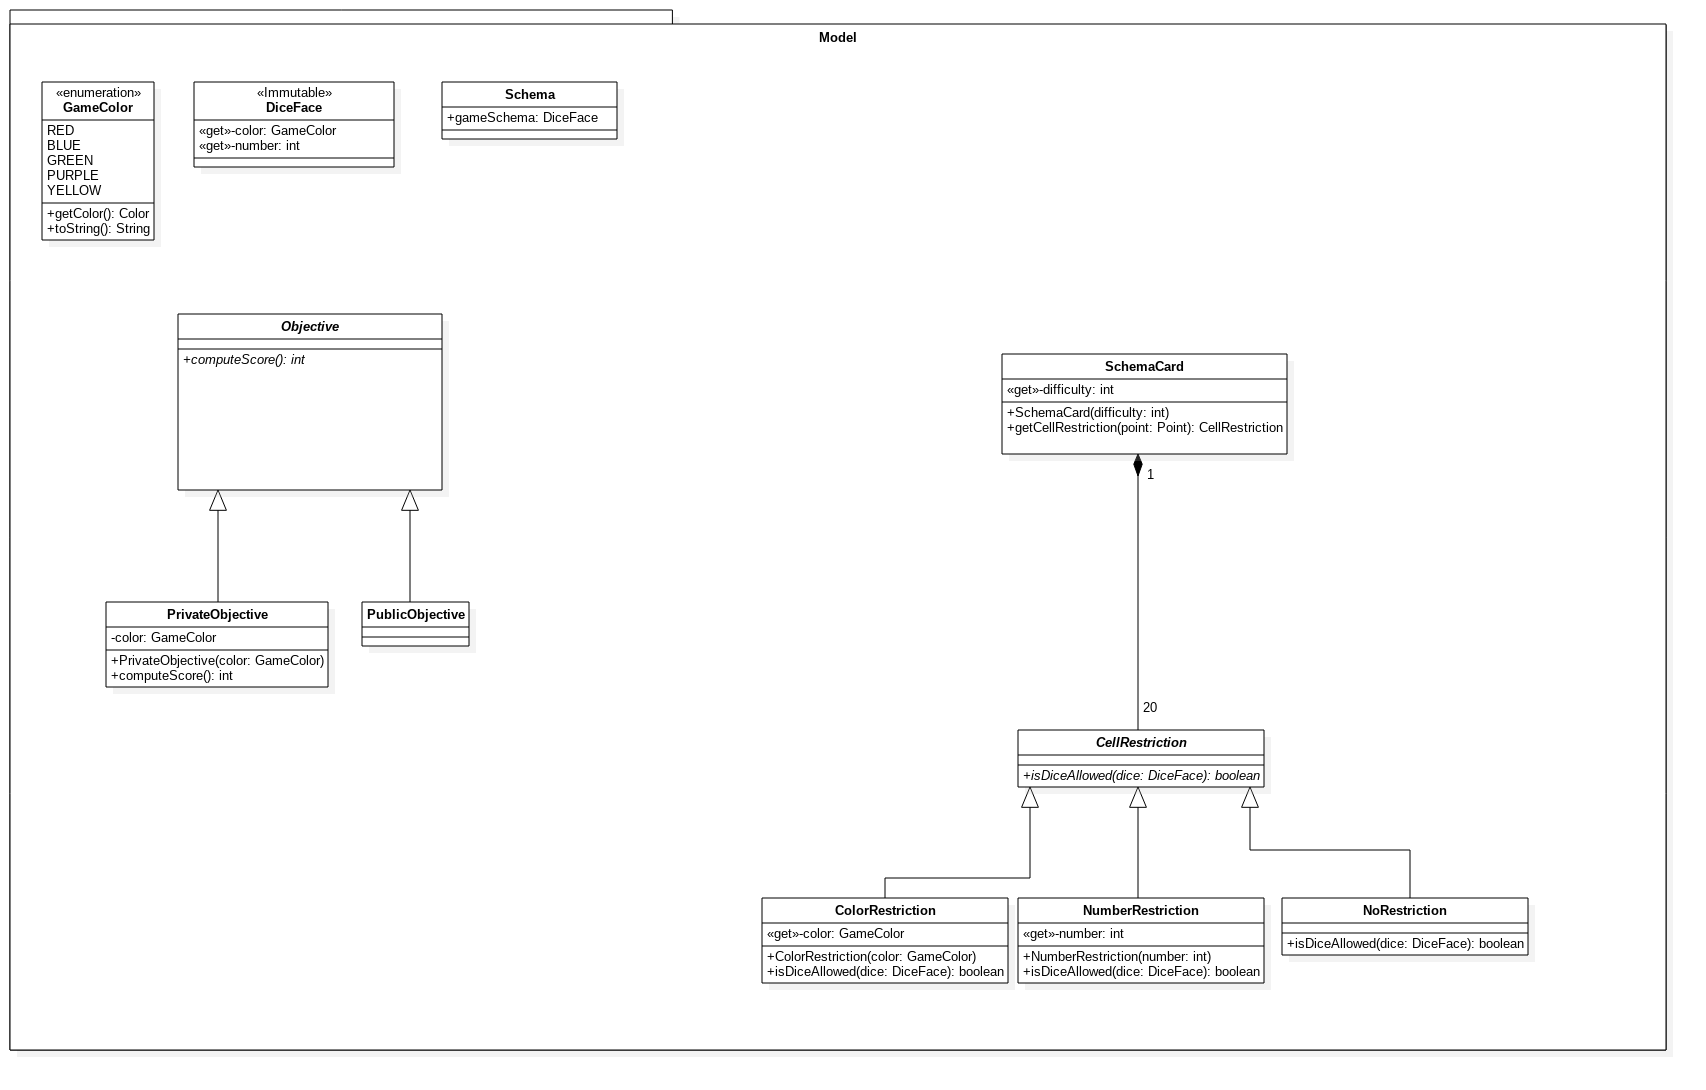 Model
«enumeration»
GameColor
RED
BLUE
GREEN
PURPLE
YELLOW
+getColor(): Color
+toString(): String
«Immutable»
DiceFace
«get»-color: GameColor
«get»-number: int
Schema
+gameSchema: DiceFace
Objective
+computeScore(): int
SchemaCard
«get»-difficulty: int
+SchemaCard(difficulty: int)
+getCellRestriction(point: Point): CellRestriction
1
20
PrivateObjective
-color: GameColor
+PrivateObjective(color: GameColor)
+computeScore(): int
PublicObjective
CellRestriction
+isDiceAllowed(dice: DiceFace): boolean
ColorRestriction
«get»-color: GameColor
+ColorRestriction(color: GameColor)
+isDiceAllowed(dice: DiceFace): boolean
NumberRestriction
«get»-number: int
+NumberRestriction(number: int)
+isDiceAllowed(dice: DiceFace): boolean
NoRestriction
+isDiceAllowed(dice: DiceFace): boolean